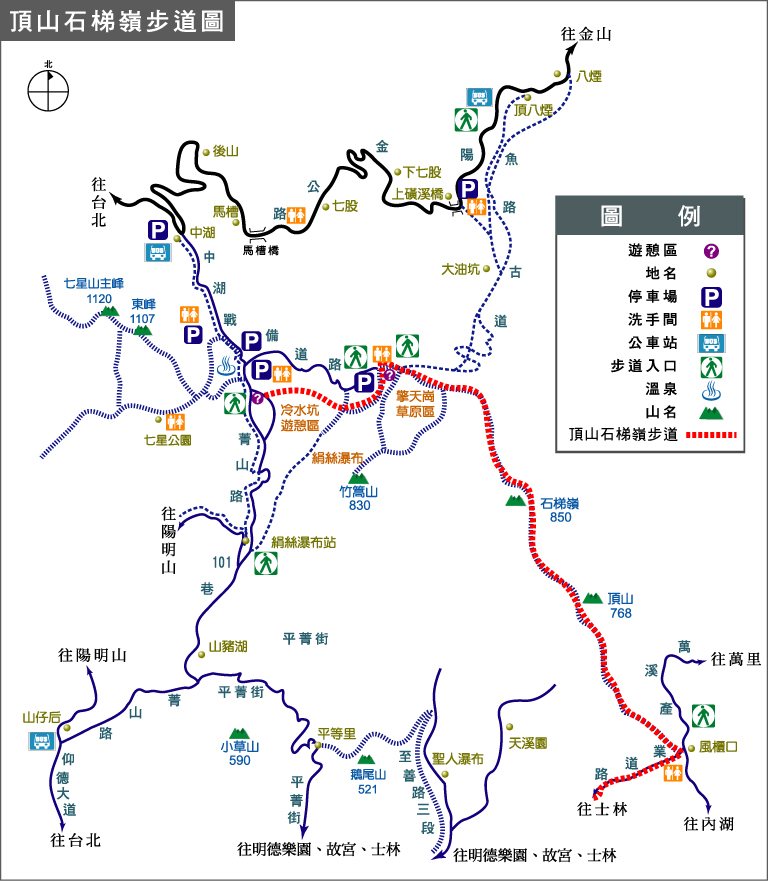 頂山石梯嶺步道圖
北
往金山
八煙
頂八煙
BUS
後山
金
陽
魚
下七股
往台北
公
上磺溪橋
P
七股
路
路
馬槽
P
中湖
馬槽橋
BUS
中
大油坑
古
七星山主峰
1120
湖
東峰
1107
道
戰
P
P
備
道
路
P
P
?
?
擎天崗
草原區
冷水坑
遊憩區
七星公園
菁
山
路
絹絲瀑布
竹篙山
830
石梯嶺
850
往陽明山
絹絲瀑布站
101
巷
頂山
768
平菁街
山豬湖
往陽明山
萬
往萬里
溪
產
平菁街
菁
山
路
山仔后
BUS
風櫃口
業
道
路
仰德大道
小草山
590
平等里
鵝尾山
521
至善路三段
聖人瀑布
天溪園
平菁街
往士林
往內湖
往台北
往明德樂園、故宮、士林
往明德樂園、故宮、士林
圖例
遊憩區 ?
地名
停車場 P
洗手間
公車站 BUS
步道入口
溫泉
山名
頂山石梯嶺步道